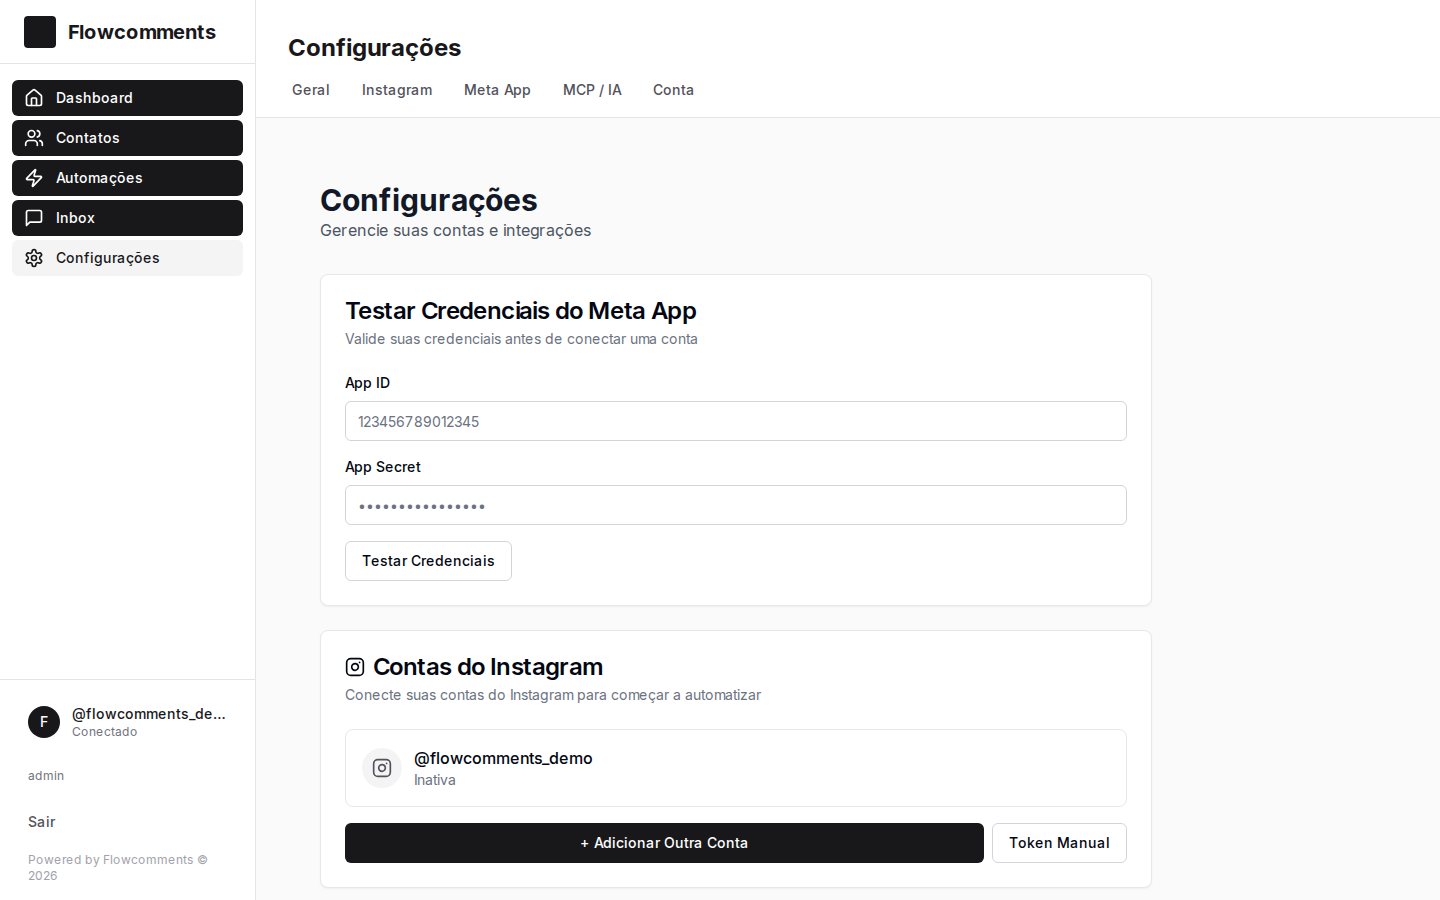 Flowcomments
Dashboard
Contatos
Automações
Inbox
Configurações
F
@flowcomments_de...
Conectado
admin
Sair
Powered by Flowcomments ©
2026
Configurações
Geral
Instagram
Meta App
MCP / IA
Conta
Configurações
Gerencie suas contas e integrações
Testar Credenciais do Meta App
Valide suas credenciais antes de conectar uma conta
App ID
123456789012345
App Secret
••••••••••••••••
Testar Credenciais
Contas do Instagram
Conecte suas contas do Instagram para começar a automatizar
@flowcomments_demo
Inativa
+ Adicionar Outra Conta
Token Manual